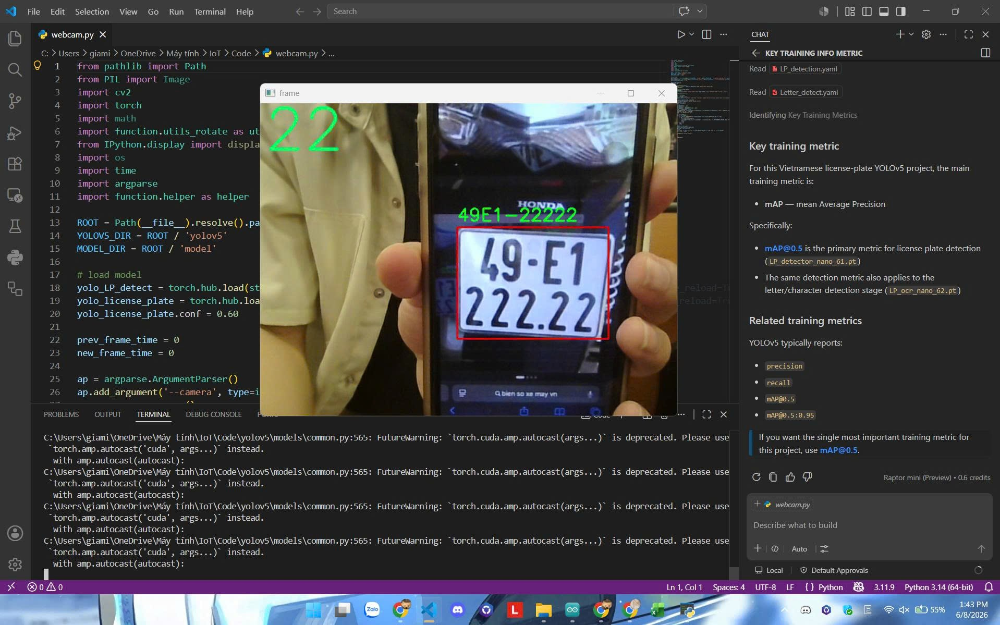 File Edit Selection View Go Run Terminal Help
Search
webcam.py
C: > Users > giami > OneDrive > Máy tính > IoT > Code > webcam.py > ...
1 from pathlib import Path
2 from PIL import Image
3 import cv2
4 import torch
5 import math
6 import function.utils_rotate as ut
7 from IPython.display import displa
8 import os
9 import time
10 import argparse
11 import function.helper as helper
12
13 ROOT = Path(__file__).resolve().pa
14 YOLOV5_DIR = ROOT / 'yolov5'
15 MODEL_DIR = ROOT / 'model'
16
17 # load model
18 yolo_LP_detect = torch.hub.load(st
19 yolo_license_plate = torch.hub.loa
20 yolo_license_plate.conf = 0.60
21
22 prev_frame_time = 0
23 new_frame_time = 0
24
25 ap = argparse.ArgumentParser()
26 ap.add_argument('--camera', type=i
e_reload=Tr
reload=Tru
frame
22
HONDA
49E1-22222
49-E1
222.22
bien so xe may vn
PROBLEMS OUTPUT TERMINAL DEBUG CONSOLE PORTS
Code
C:\Users\giami\OneDrive\Máy tính\IoT\Code\yolov5\models\common.py:565: FutureWarning: `torch.cuda.amp.autocast(args...)` is deprecated. Please use
`torch.amp.autocast('cuda', args...)` instead.
with amp.autocast(autocast):
C:\Users\giami\OneDrive\Máy tính\IoT\Code\yolov5\models\common.py:565: FutureWarning: `torch.cuda.amp.autocast(args...)` is deprecated. Please use
`torch.amp.autocast('cuda', args...)` instead.
with amp.autocast(autocast):
C:\Users\giami\OneDrive\Máy tính\IoT\Code\yolov5\models\common.py:565: FutureWarning: `torch.cuda.amp.autocast(args...)` is deprecated. Please use
`torch.amp.autocast('cuda', args...)` instead.
with amp.autocast(autocast):
C:\Users\giami\OneDrive\Máy tính\IoT\Code\yolov5\models\common.py:565: FutureWarning: `torch.cuda.amp.autocast(args...)` is deprecated. Please use
`torch.amp.autocast('cuda', args...)` instead.
with amp.autocast(autocast):
CHAT
KEY TRAINING INFO METRIC
Read LP_detection.yaml
Read Letter_detect.yaml
Identifying Key Training Metrics
Key training metric
For this Vietnamese license-plate YOLOv5 project, the main
training metric is:
• mAP — mean Average Precision
Specifically:
• mAP@0.5 is the primary metric for license plate detection
(LP_detector_nano_61.pt)
• The same detection metric also applies to the
letter/character detection stage (LP_ocr_nano_62.pt)
Related training metrics
YOLOv5 typically reports:
• precision
• recall
• mAP@0.5
• mAP@0.5:0.95
If you want the single most important training metric for
this project, use mAP@0.5.
Raptor mini (Preview) • 0.6 credits
webcam.py
Describe what to build
Auto
Local Default Approvals
0 0
Ln 1, Col 1 Spaces: 4 UTF-8 LF {} Python 3.11.9 Python 3.14 (64-bit)
Zalo
L
55%
1:43 PM
6/8/2026